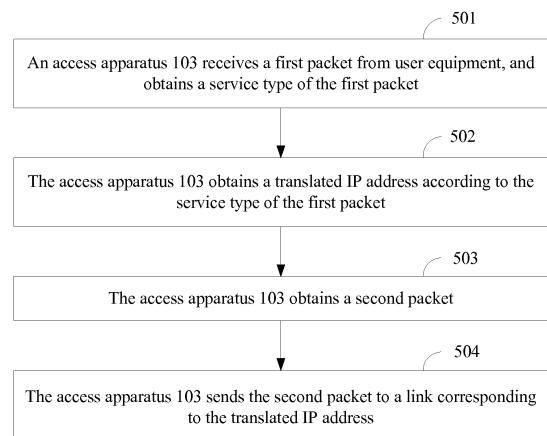 501
An access apparatus 103 receives a first packet from user equipment, and
obtains a service type of the first packet
502
The access apparatus 103 obtains a translated IP address according to the
service type of the first packet
503
The access apparatus 103 obtains a second packet
504
The access apparatus 103 sends the second packet to a link corresponding
to the translated IP address